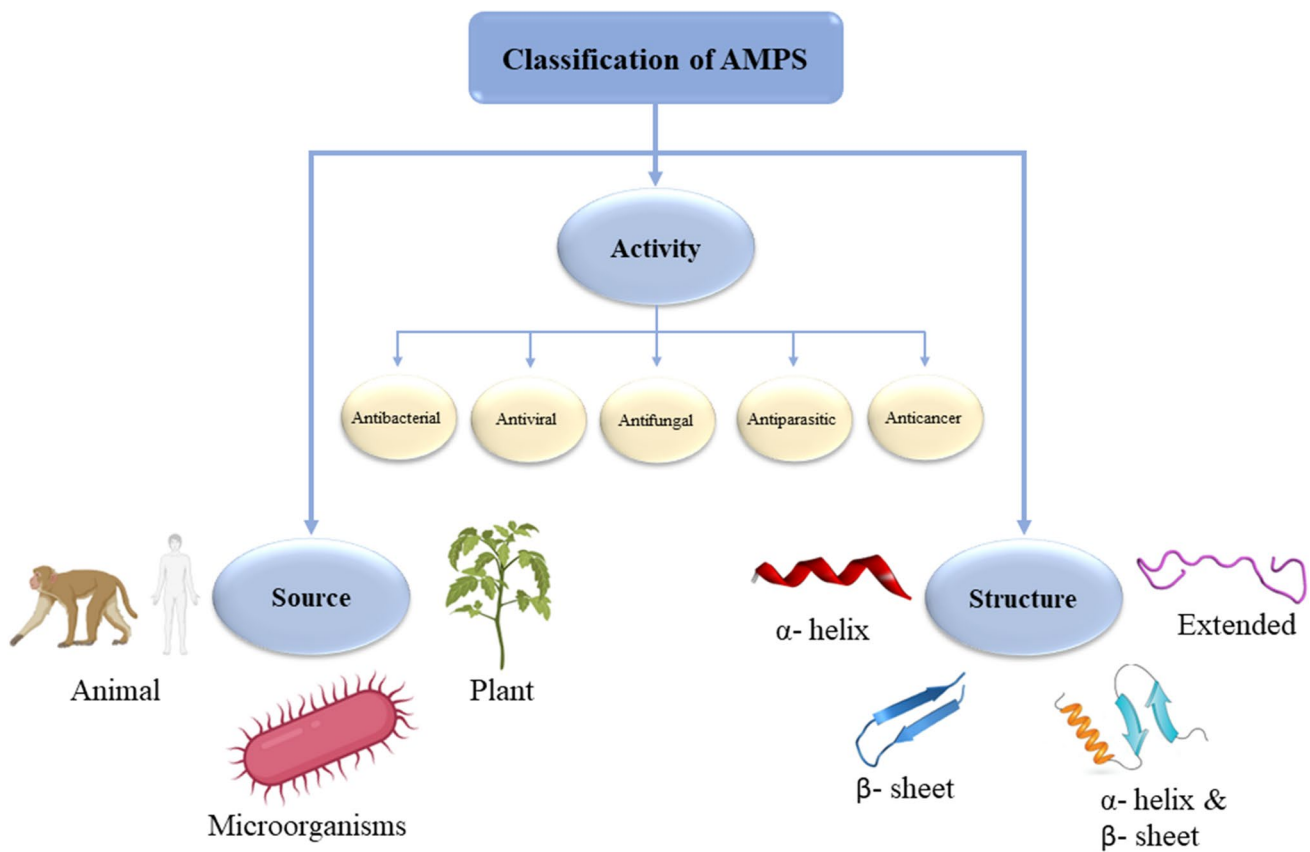 Classification of AMPS
Activity
Antibacterial
Antiviral
Antifungal
Antiparasitic
Anticancer
Source
Animal
Plant
Microorganisms
Structure
α- helix
Extended
β- sheet
α- helix &
β- sheet